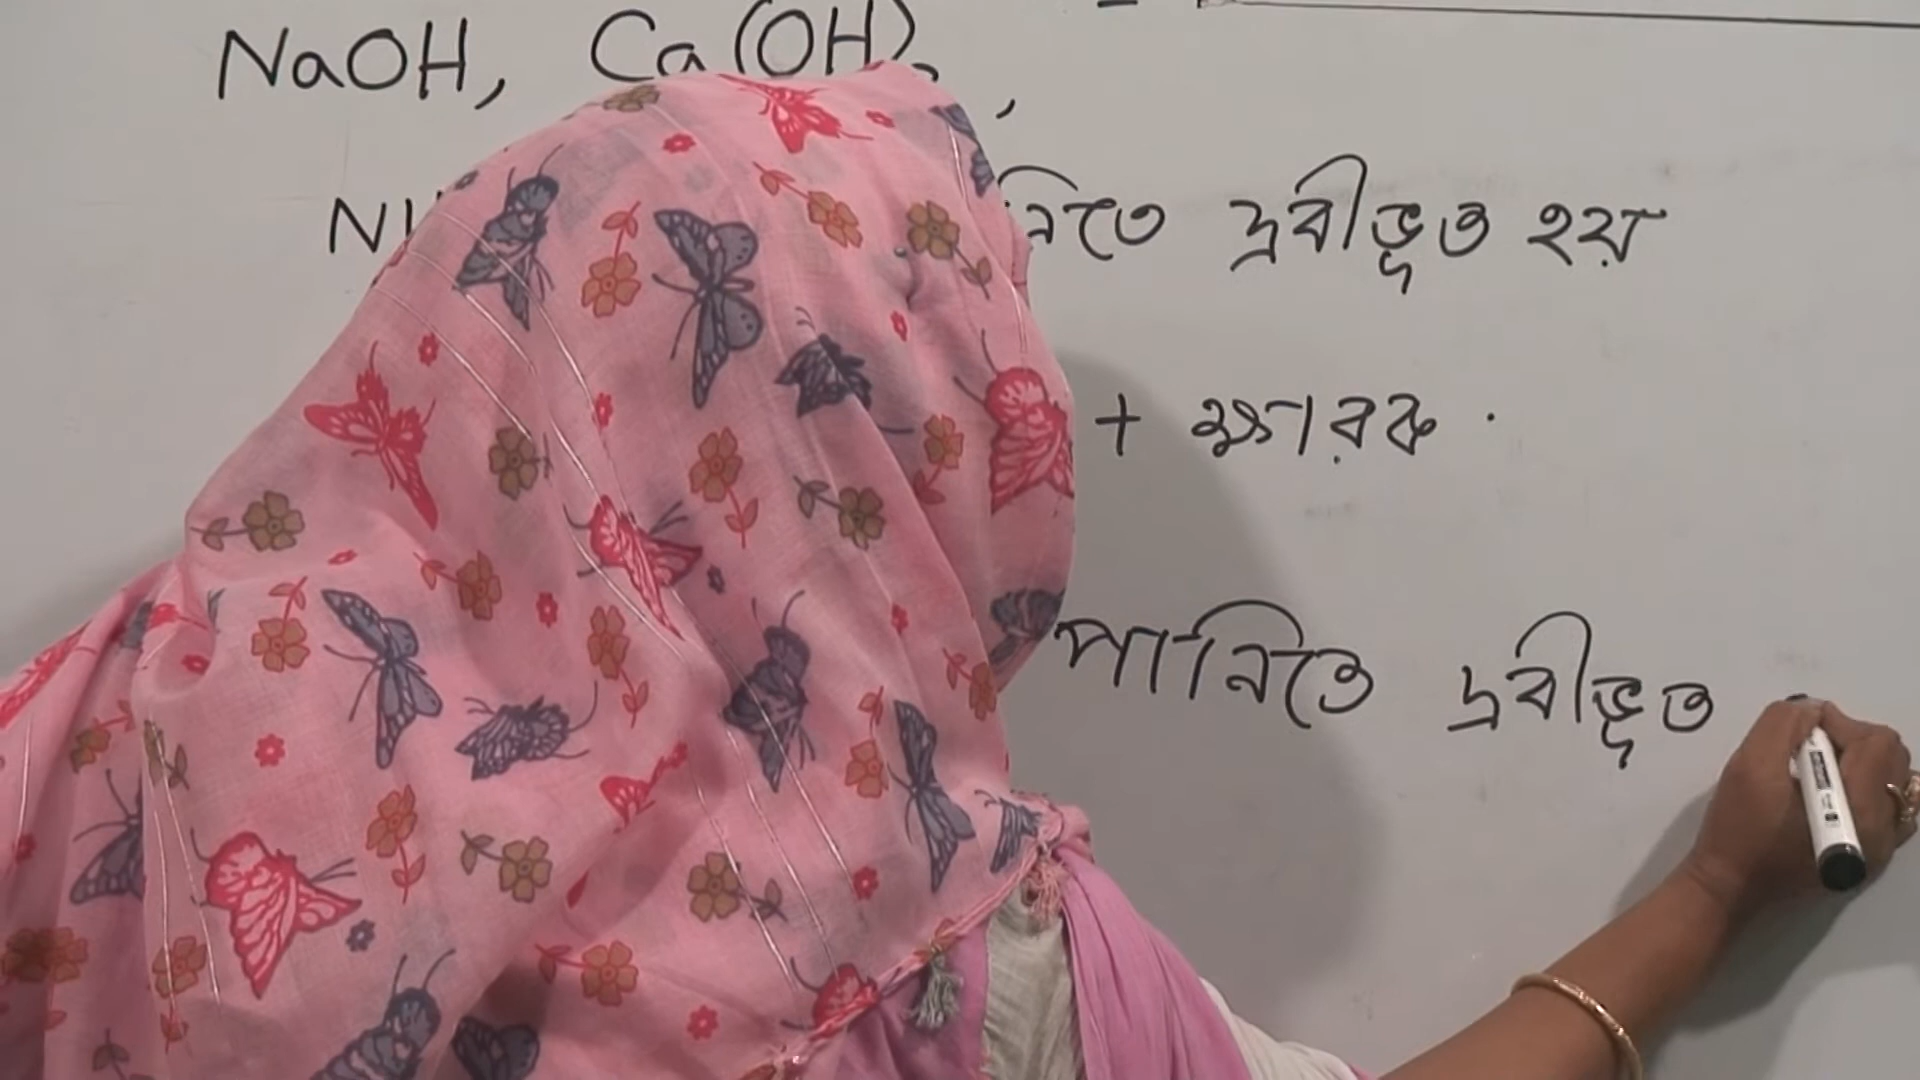 NaOH, Ca(OH)₂,
দ্রবীভূত হয়
+ ক্ষারক
পানিতে দ্রবীভূত